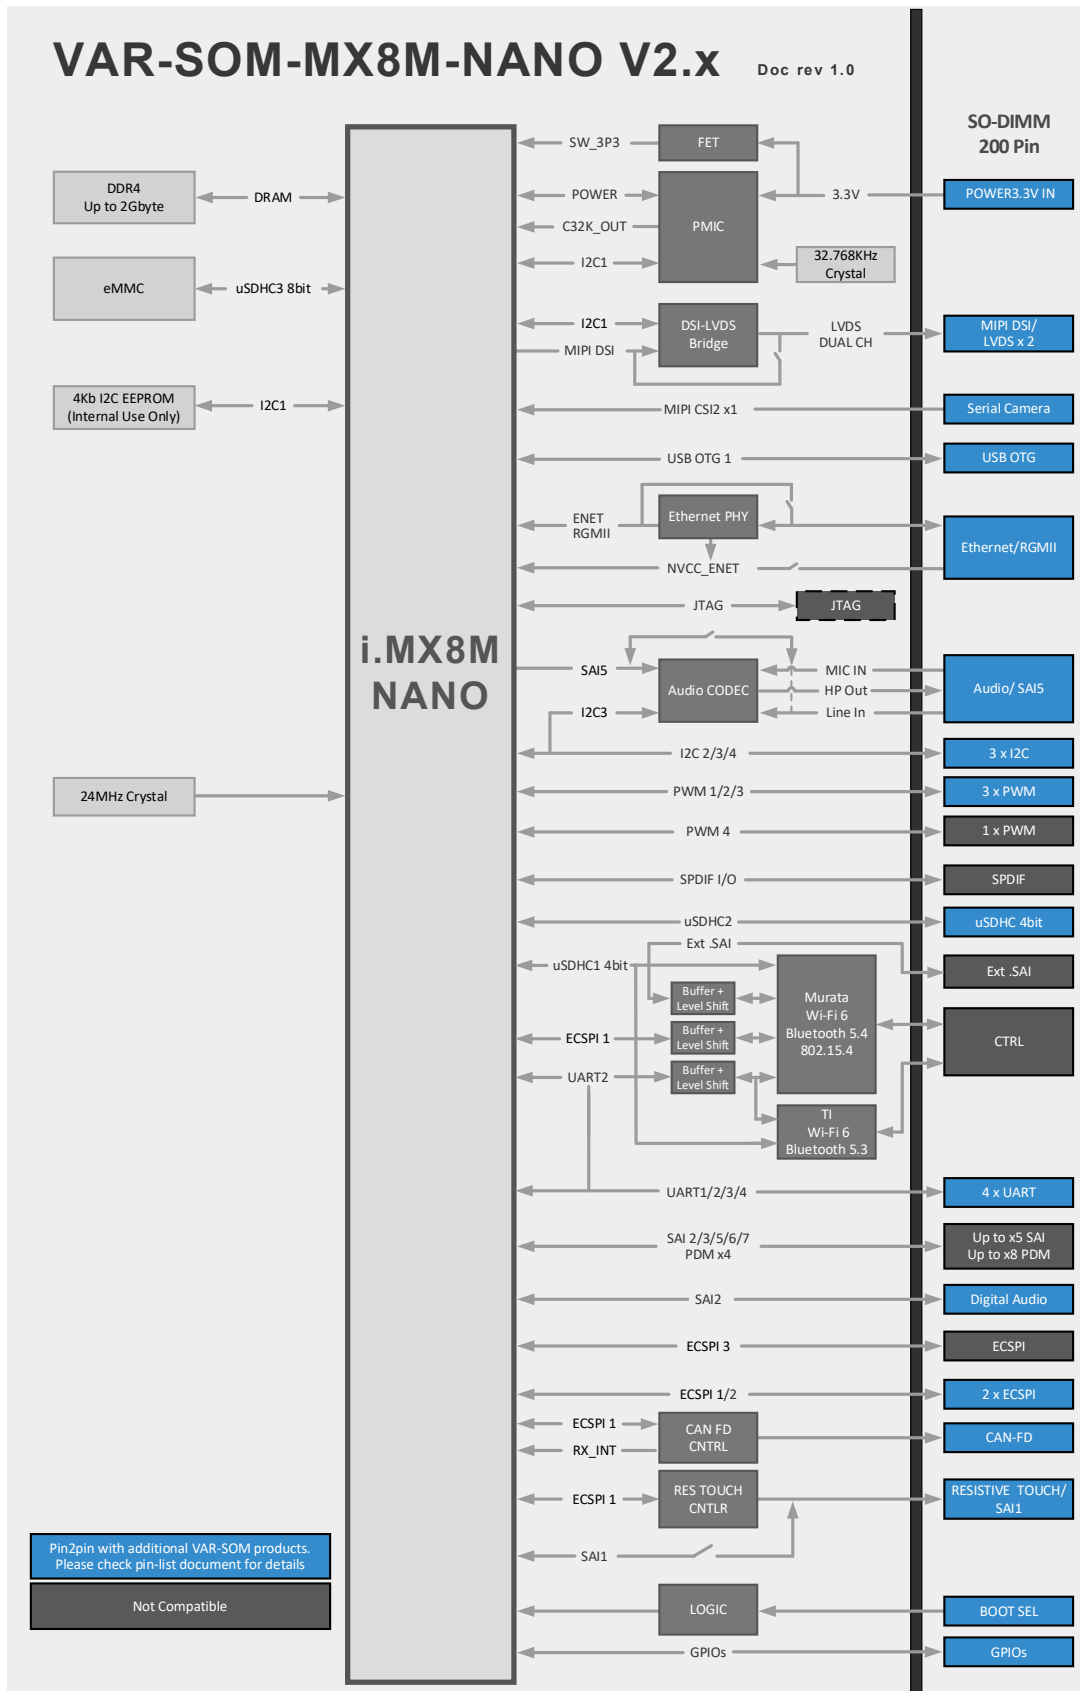 VAR-SOM-MX8M-NANO V2.x
Doc rev 1.0
SO-DIMM
200 Pin
SW_3P3
FET
DDR4
Up to 2Gbyte
DRAM
POWER
3.3V
POWER3.3V IN
C32K_OUT
PMIC
I2C1
32.768KHz
Crystal
eMMC
uSDHC3 8bit
I2C1
DSI-LVDS
Bridge
LVDS
DUAL CH
MIPI DSI/
LVDS x 2
MIPI DSI
4Kb I2C EEPROM
(Internal Use Only)
I2C1
MIPI CSI2 x1
Serial Camera
USB OTG 1
USB OTG
ENET
RGMII
Ethernet PHY
Ethernet/RGMII
NVCC_ENET
JTAG
JTAG
i.MX8M
NANO
SAI5
Audio CODEC
MIC IN
HP Out
Line In
Audio/ SAI5
I2C3
I2C 2/3/4
3 x I2C
24MHz Crystal
PWM 1/2/3
3 x PWM
PWM 4
1 x PWM
SPDIF I/O
SPDIF
uSDHC2
uSDHC 4bit
Ext .SAI
uSDHC1 4bit
Ext .SAI
Buffer +
Level Shift
Murata
Wi-Fi 6
Bluetooth 5.4
802.15.4
ECSPI 1
Buffer +
Level Shift
CTRL
UART2
Buffer +
Level Shift
TI
Wi-Fi 6
Bluetooth 5.3
UART1/2/3/4
4 x UART
SAI 2/3/5/6/7
PDM x4
Up to x5 SAI
Up to x8 PDM
SAI2
Digital Audio
ECSPI 3
ECSPI
ECSPI 1/2
2 x ECSPI
ECSPI 1
RX_INT
CAN FD
CNTRL
CAN-FD
ECSPI 1
RES TOUCH
CNTLR
RESISTIVE TOUCH/
SAI1
SAI1
Pin2pin with additional VAR-SOM products.
Please check pin-list document for details
Not Compatible
LOGIC
BOOT SEL
GPIOs
GPIOs